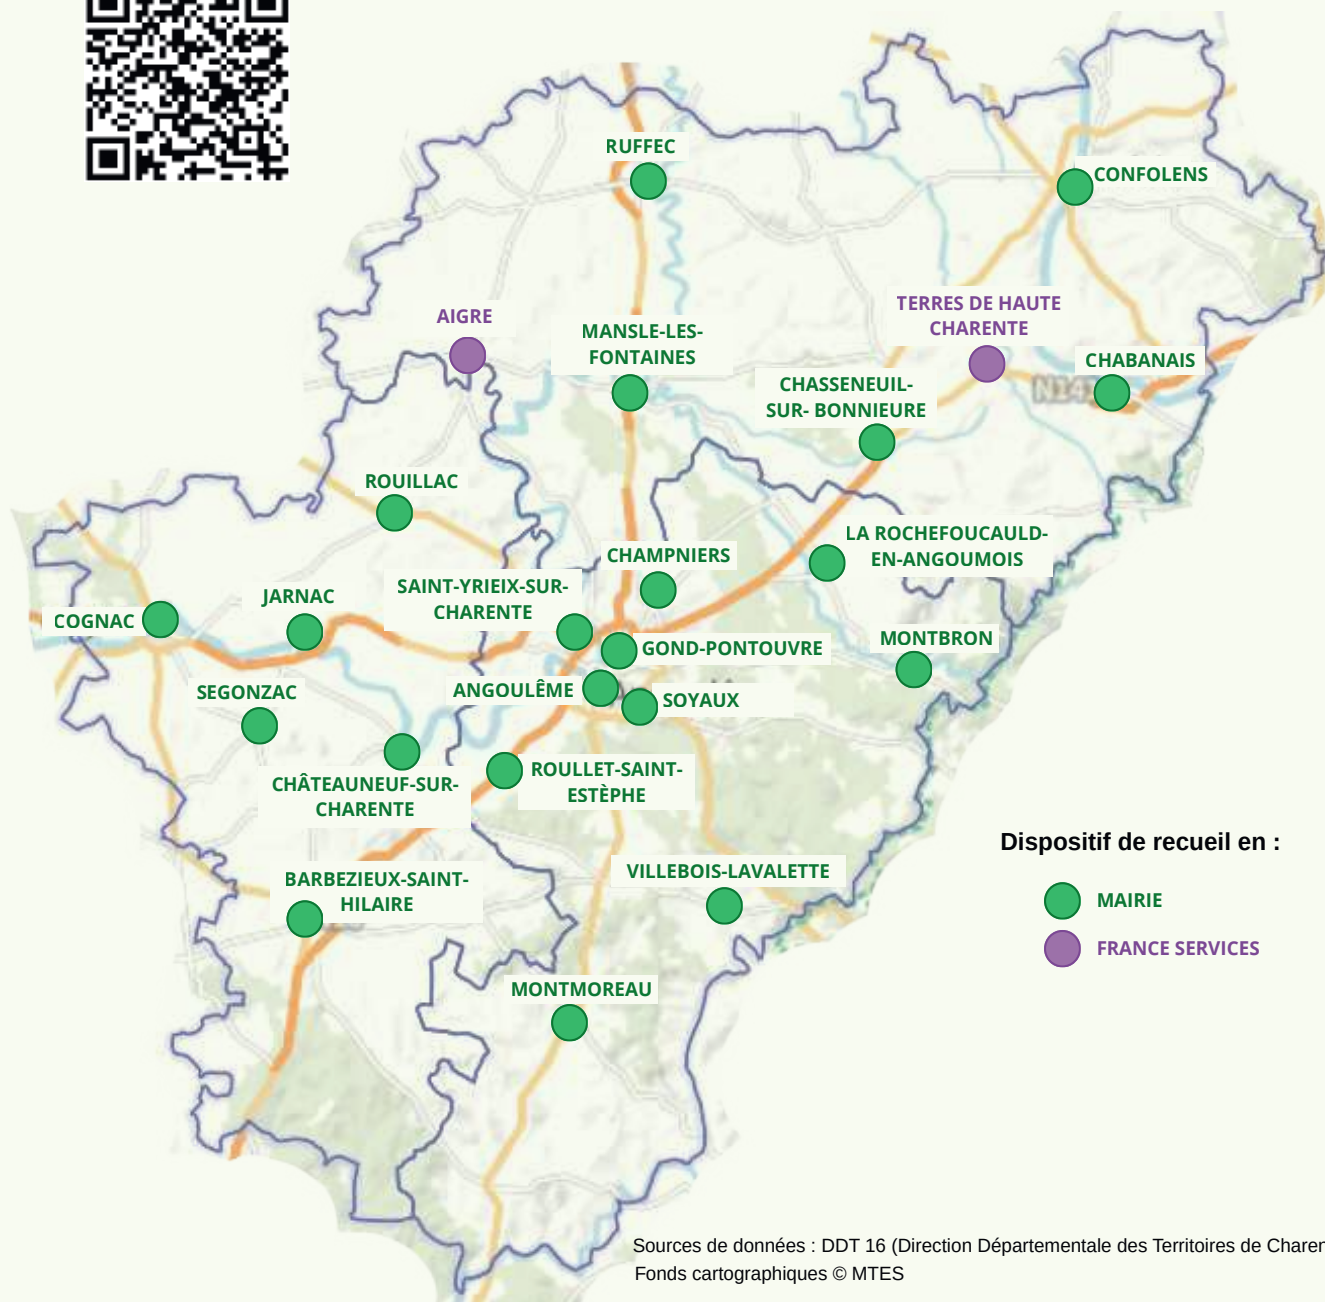 RUFFEC
CONFOLENS
TERRES DE HAUTE
CHARENTE
AIGRE
MANSLE-LES-
FONTAINES
CHABANAIS
CHASSENEUIL-
SUR- BONNIEURE
N141
ROUILLAC
LA ROCHEFOUCAULD-
EN-ANGOUMOIS
CHAMPNIERS
SAINT-YRIEIX-SUR-
CHARENTE
JARNAC
COGNAC
GOND-PONTOUVRE
MONTBRON
SEGONZAC
ANGOULÊME
SOYAUX
ROULLET-SAINT-
ESTÈPHE
CHÂTEAUNEUF-SUR-
CHARENTE
Dispositif de recueil en :
VILLEBOIS-LAVALETTE
BARBEZIEUX-SAINT-
HILAIRE
MAIRIE
FRANCE SERVICES
MONTMOREAU
Sources de données : DDT 16 (Direction Départementale des Territoires de Charen
Fonds cartographiques © MTES